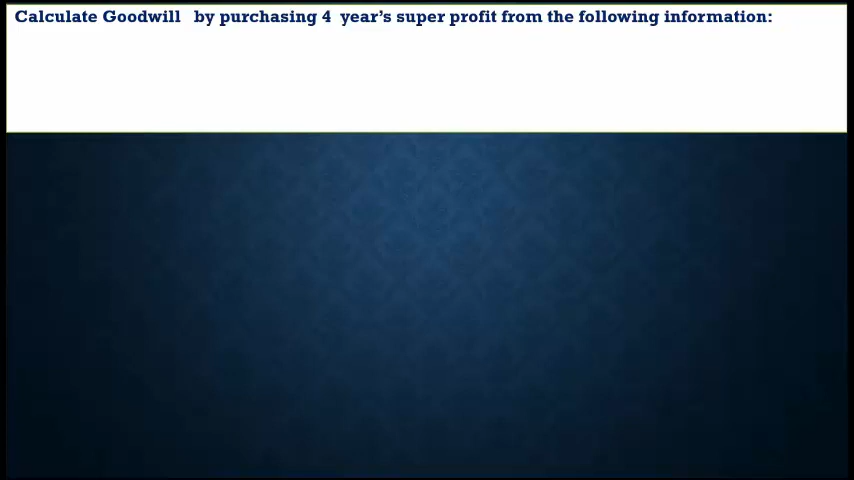 Calculate Goodwill by purchasing 4 year’s super profit from the following information: